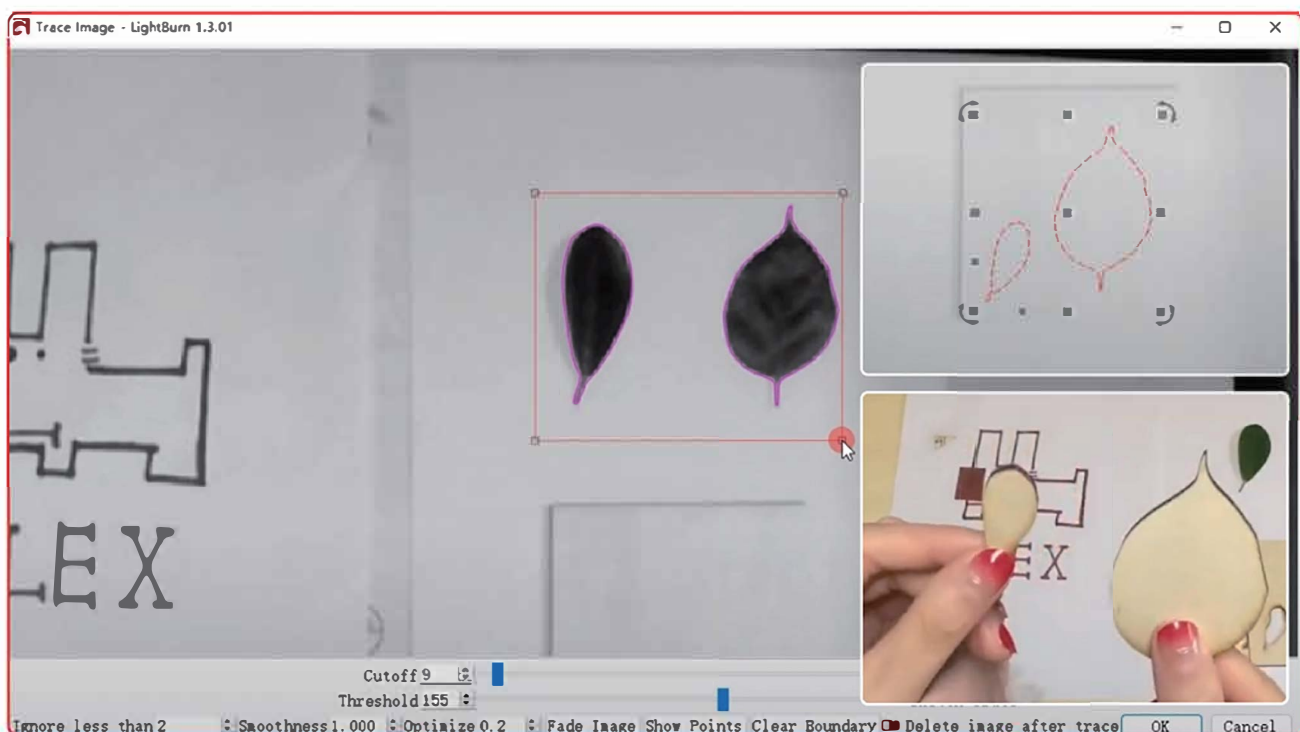 Trace Image - LightBurn 1.3.01
EX
EX
Cutoff 9
Threshold 155
Ignore less than 2 Smoothness 1.000 Optimize 0.2 Fade Image Show Points Clear Boundary Delete image after trace OK Cancel